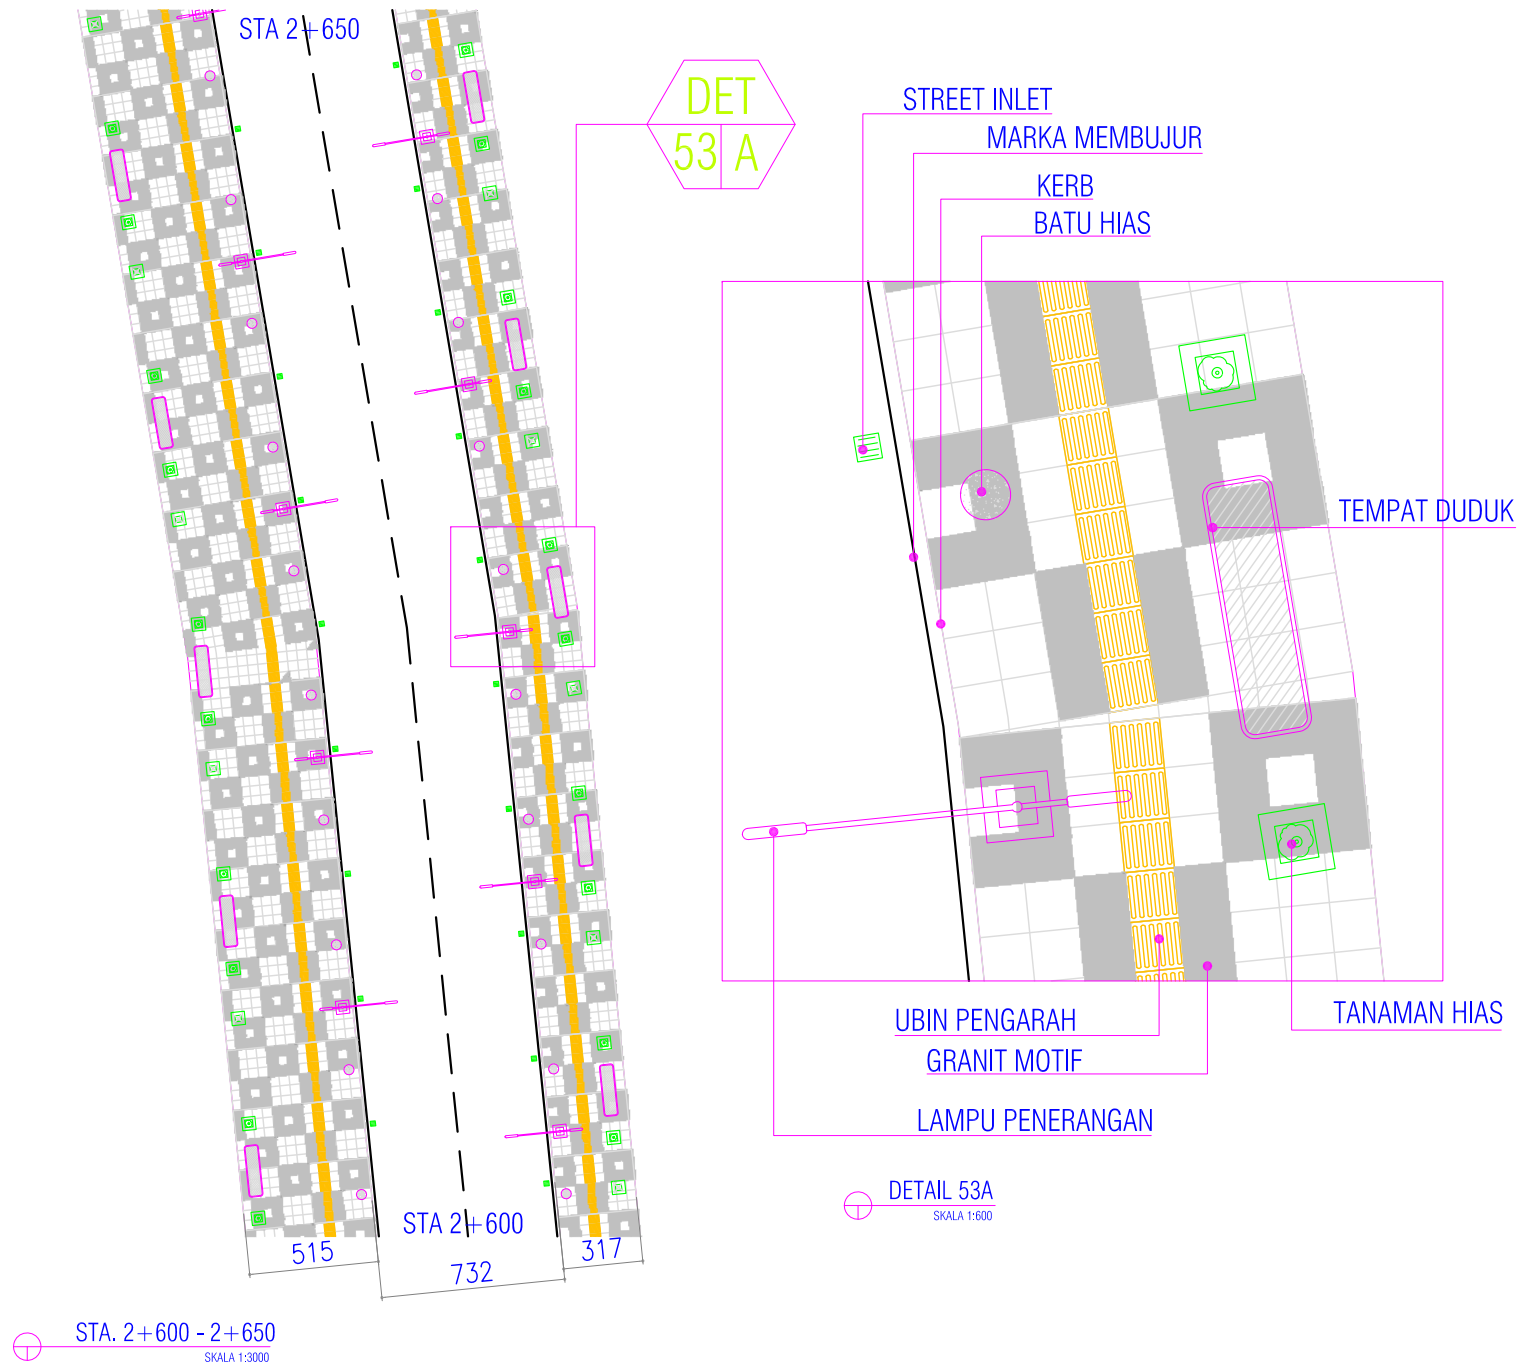 STA 2+650
DET
53 A
STREET INLET
MARKA MEMBUJUR
KERB
BATU HIAS
TEMPAT DUDUK
UBIN PENGARAH
TANAMAN HIAS
GRANIT MOTIF
LAMPU PENERANGAN
DETAIL 53A
SKALA 1:600
STA 2+600
515
732
317
STA. 2+600 - 2+650
SKALA 1:3000